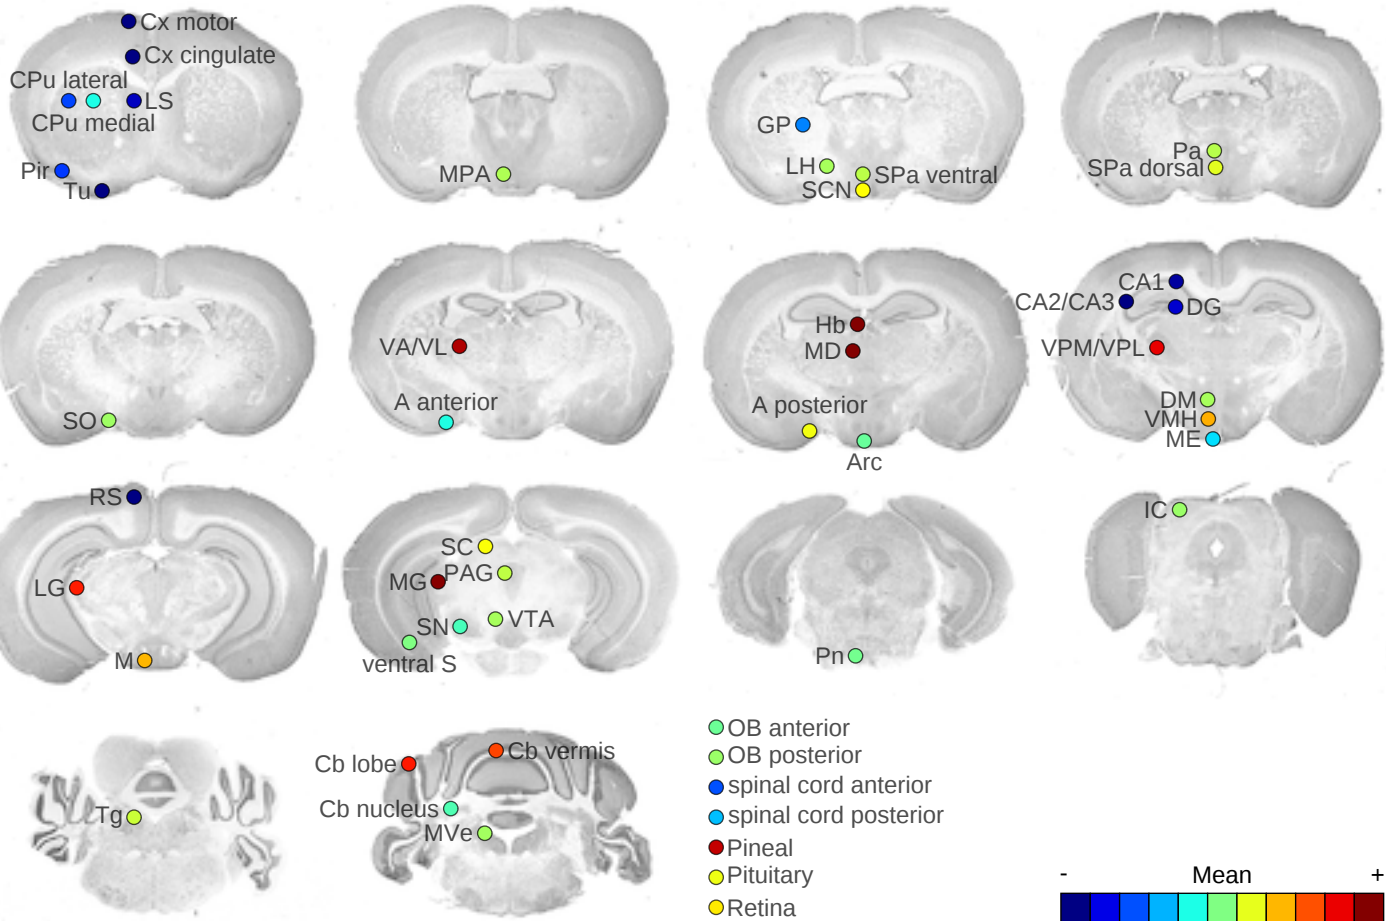 Cx motor
Cx cingulate
CPu lateral
LS
CPu medial
Pir
Tu
MPA
GP
LH
SPa ventral
SCN
Pa
SPa dorsal
SO
VA/VL
A anterior
Hb
MD
A posterior
Arc
CA1
CA2/CA3
DG
VPM/VPL
DM
VMH
ME
RS
LG
M
SC
MG
PAG
SN
VTA
ventral S
Pn
IC
Tg
Cb lobe
Cb vermis
Cb nucleus
MVe
OB anterior
OB posterior
spinal cord anterior
spinal cord posterior
Pineal
Pituitary
Retina
- Mean +